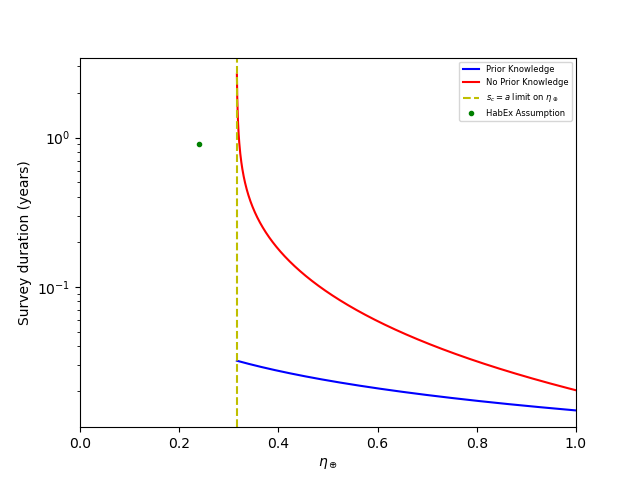 Prior Knowledge
No Prior Knowledge
s_c = a limit on η_⊕
HabEx Assumption
Survey duration (years)
10^0
10^{-1}
0.0 0.2 0.4 0.6 0.8 1.0
η_⊕